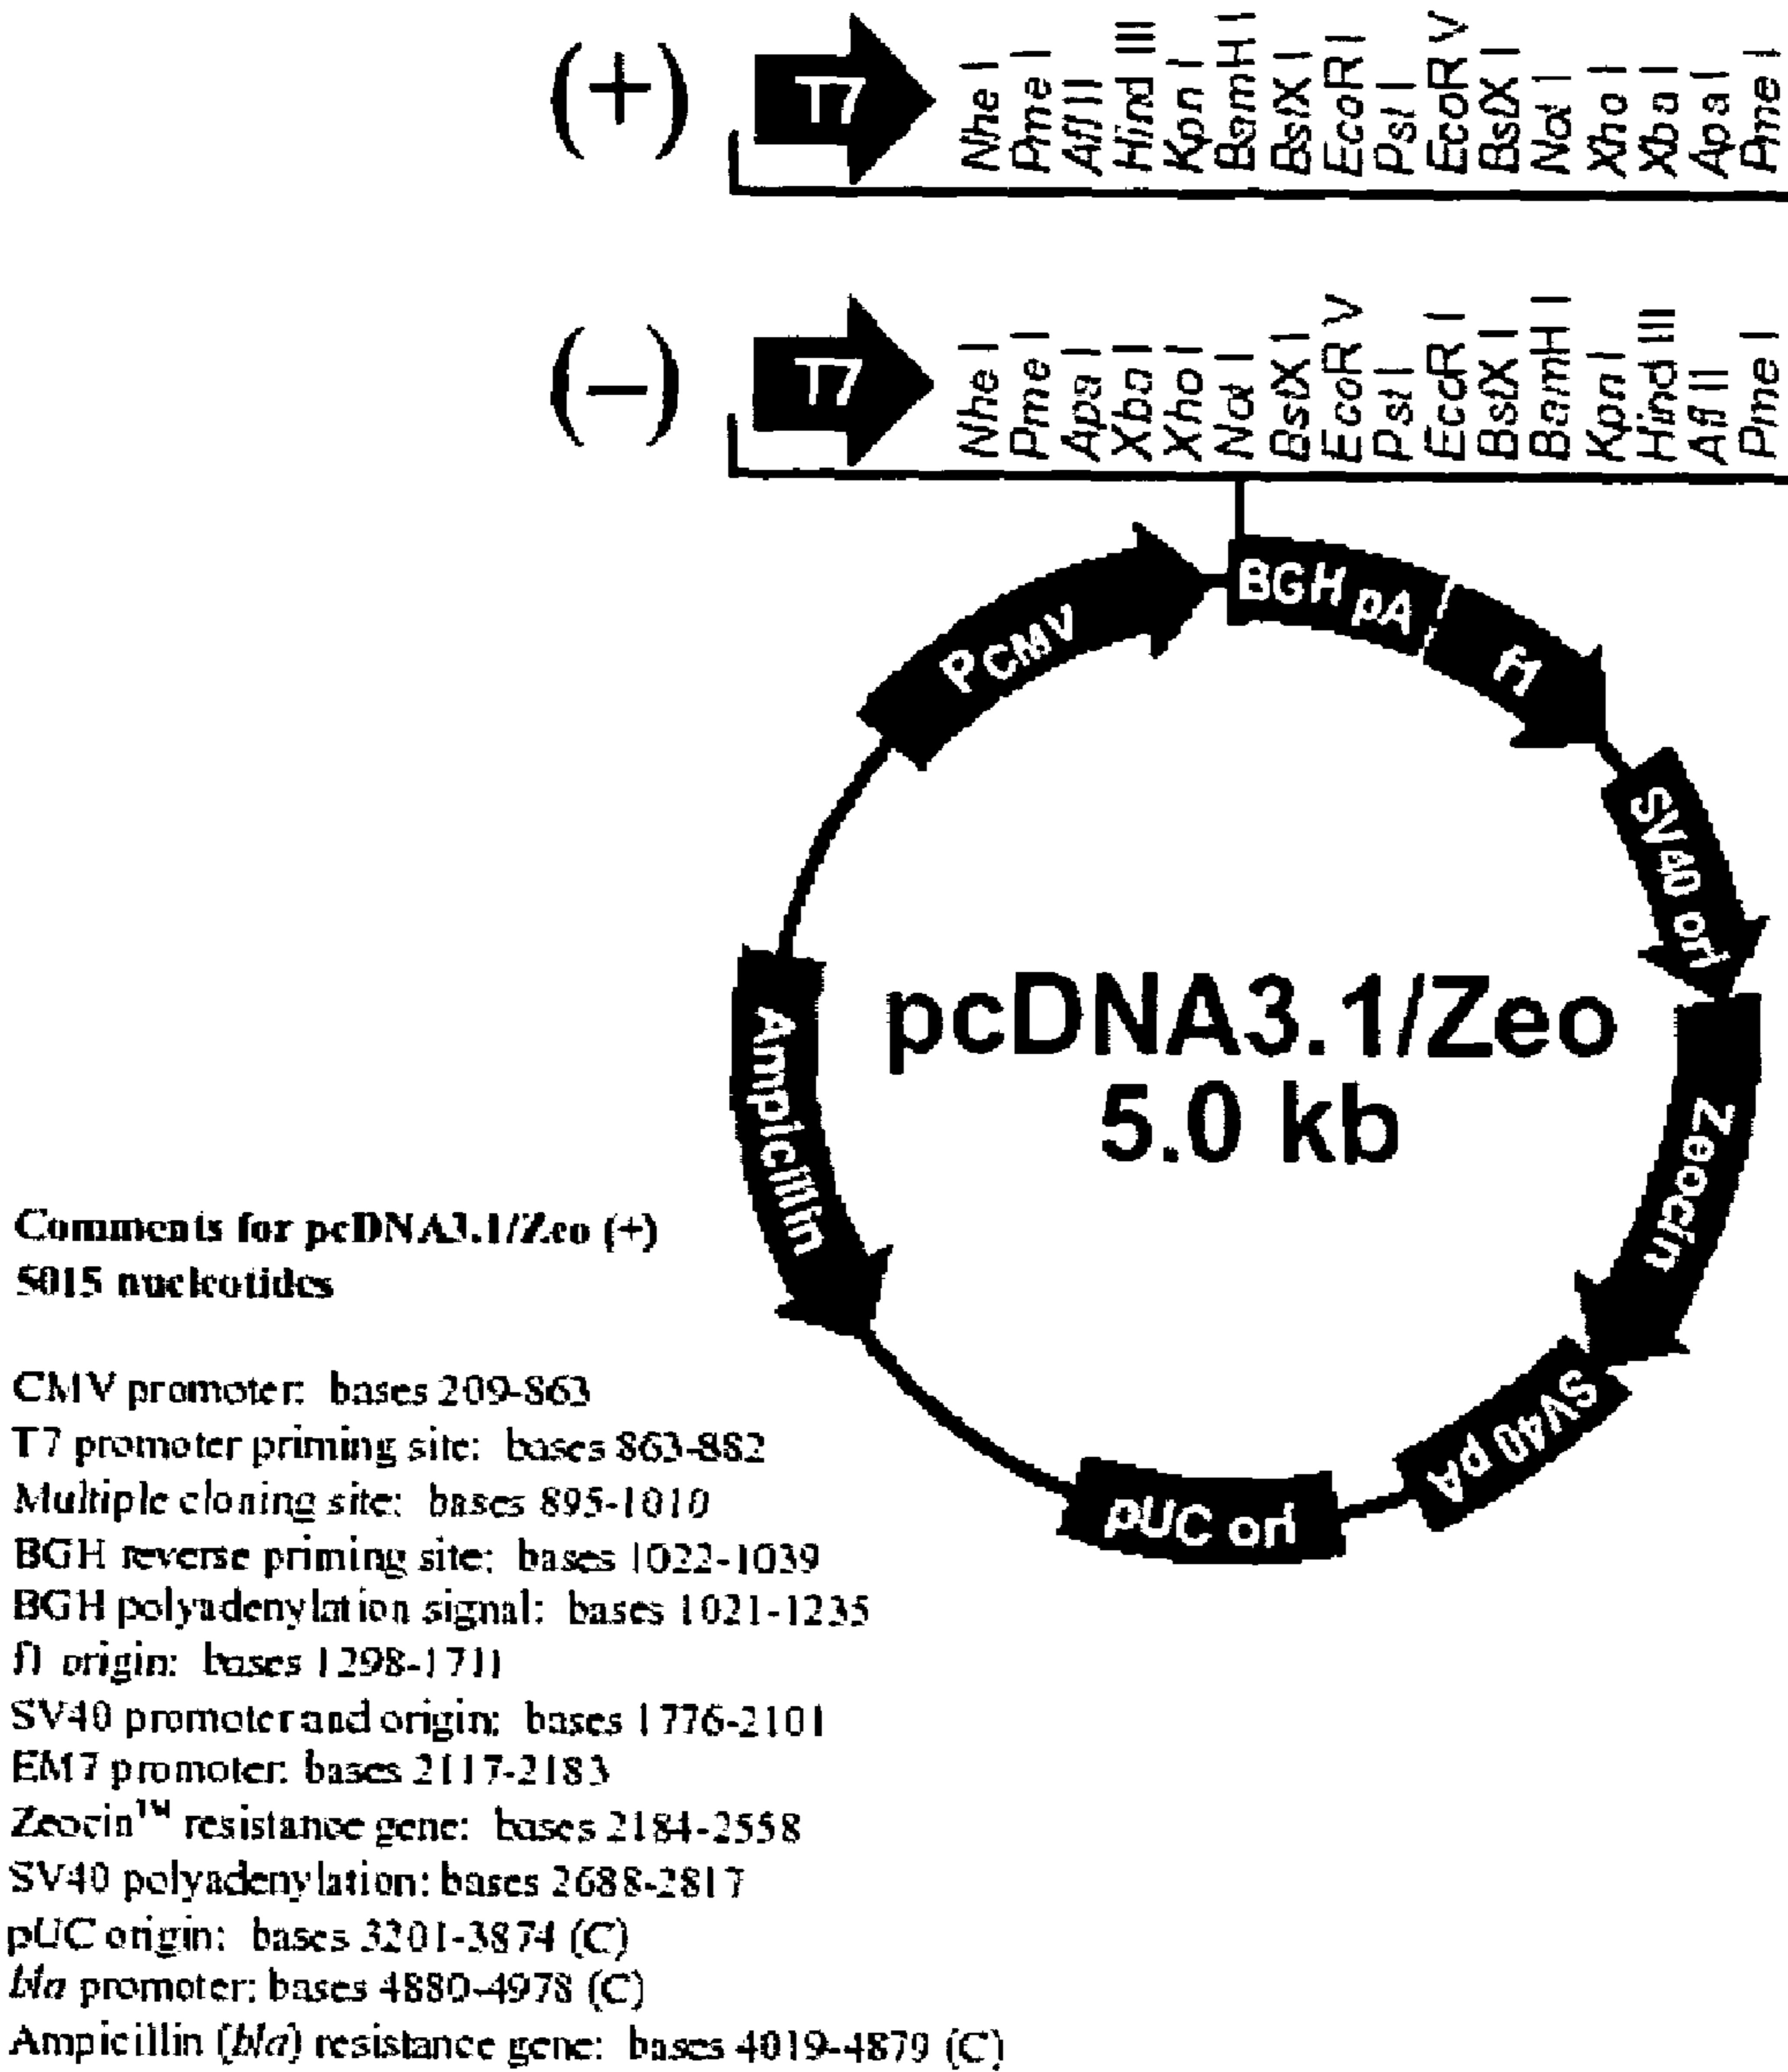 (+) T7 Nhe I Pme I Afl II Hind III Kpn I BamH I BstX I EcoR I Pst I EcoR V BstX I Not I Xho I Xba I Apa I Pme I
(−) T7 Nhe I Pme I Apa I Xba I Xho I Not I BstX I EcoR V Pst I EcoR I BstX I BamH I Kpn I Hind III Afl II Pme I
PCMV
BGH pA
f1
SV40 ori
Zeocin
SV40 pA
pUC ori
Ampicillin
pcDNA3.1/Zeo
5.0 kb
Comments for pcDNA3.1/Zeo (+)
5015 nucleotides
CMV promoter: bases 209-863
T7 promoter priming site: bases 863-882
Multiple cloning site: bases 895-1010
BGH reverse priming site: bases 1022-1039
BGH polyadenylation signal: bases 1021-1235
f1 origin: bases 1298-1711
SV40 promoter and origin: bases 1776-2101
EM7 promoter: bases 2117-2183
Zeocin™ resistance gene: bases 2184-2558
SV40 polyadenylation: bases 2688-2817
pUC origin: bases 3201-3874 (C)
bla promoter: bases 4880-4978 (C)
Ampicillin (bla) resistance gene: bases 4019-4879 (C)